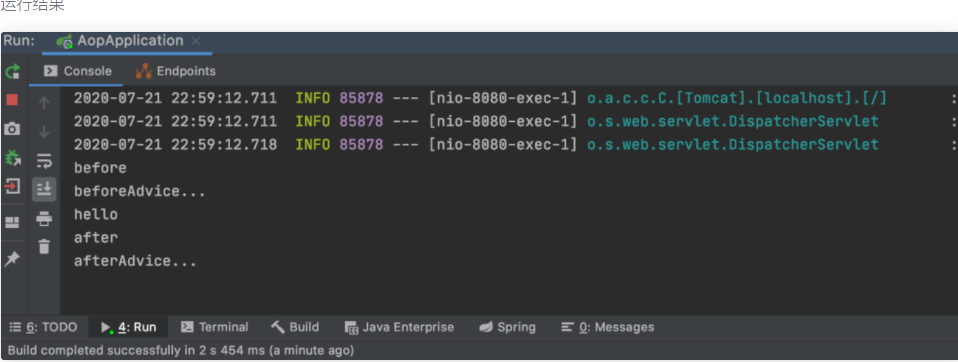 运行结果
Run: AopApplication ×
Console Endpoints
2020-07-21 22:59:12.711 INFO 85878 --- [nio-8080-exec-1] o.a.c.c.C.[Tomcat].[localhost].[/] :
2020-07-21 22:59:12.711 INFO 85878 --- [nio-8080-exec-1] o.s.web.servlet.DispatcherServlet :
2020-07-21 22:59:12.718 INFO 85878 --- [nio-8080-exec-1] o.s.web.servlet.DispatcherServlet :
before
beforeAdvice...
hello
after
afterAdvice...
6: TODO 4: Run Terminal Build Java Enterprise Spring 0: Messages
Build completed successfully in 2 s 454 ms (a minute ago)